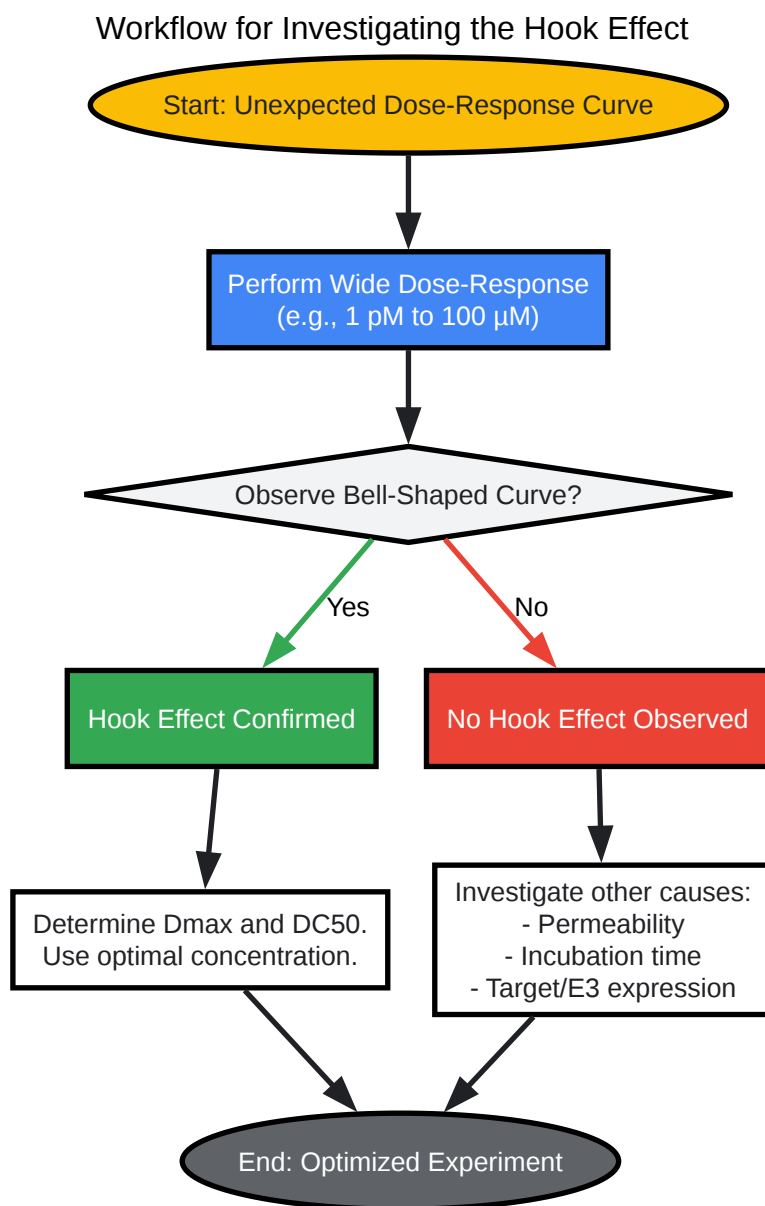 Workflow for Investigating the Hook Effect
Start: Unexpected Dose-Response Curve
Perform Wide Dose-Response
(e.g., 1 pM to 100 µM)
Observe Bell-Shaped Curve?
Yes
No
Hook Effect Confirmed
No Hook Effect Observed
Determine Dmax and DC50.
Use optimal concentration.
Investigate other causes:
- Permeability
- Incubation time
- Target/E3 expression
End: Optimized Experiment